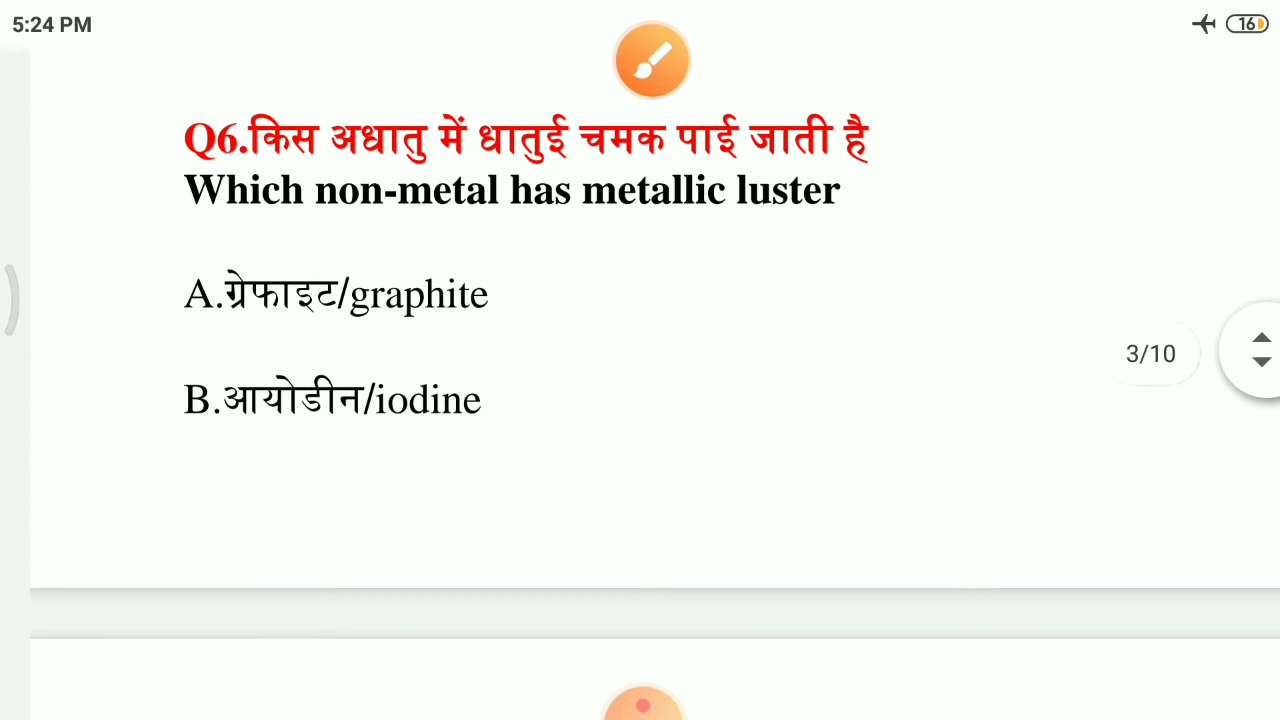 5:24 PM
16
Q6.किस अधातु में धातुई चमक पाई जाती है
Which non-metal has metallic luster
A.ग्रेफाइट/graphite
3/10
B.आयोडीन/iodine